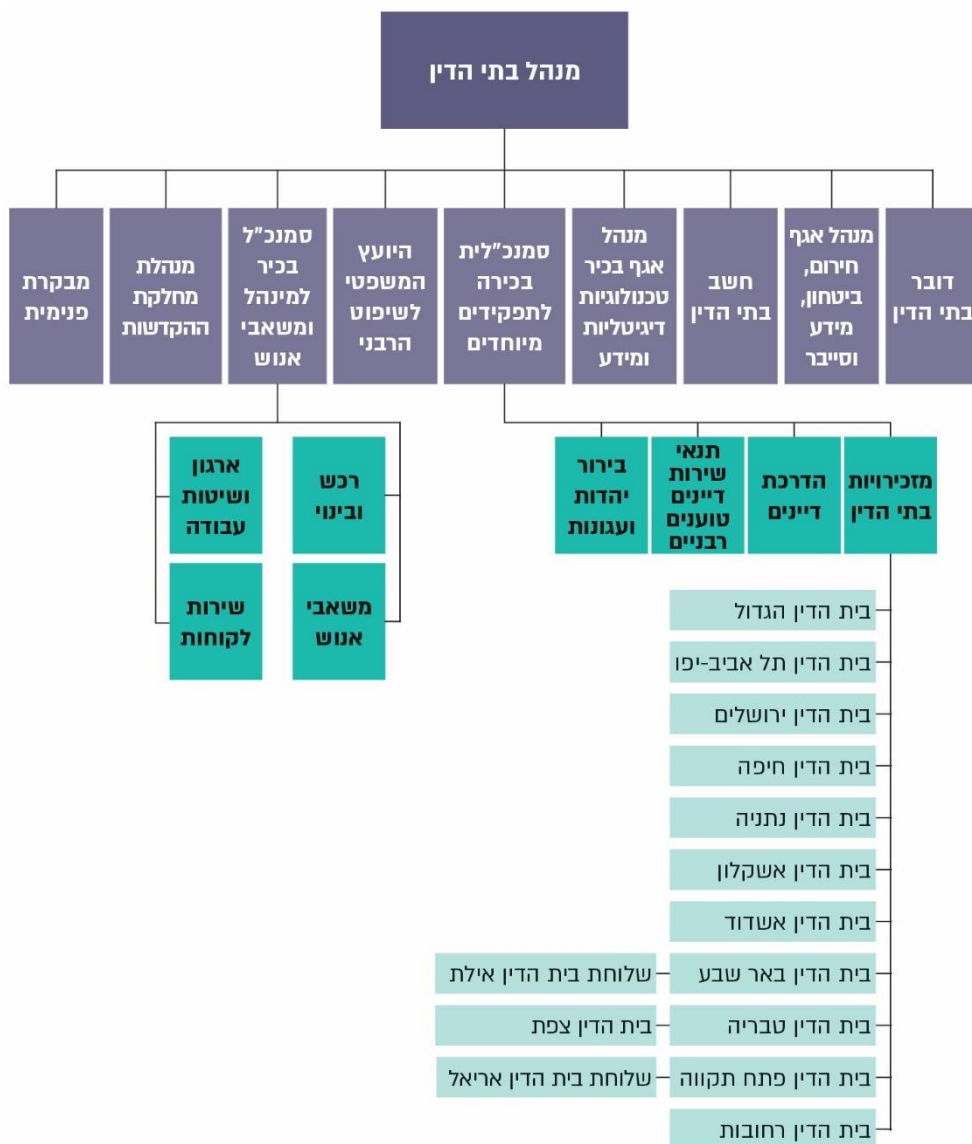 מנהל בתי הדין
דובר
בתי הדין
מנהל אגף
חירום,
ביטחון,
מידע
וסייבר
חשב
בתי הדין
מנהל
אגף בכיר
טכנולוגיות
דיגיטליות
ומידע
סמנכ"לית
בכירה
לתפקידים
מיוחדים
היועץ
המשפטי
לשיפוט
הרבני
סמנכ"ל
בכיר
למינהל
ומשאבי
אנוש
מנהלת
מחלקת
ההקדשות
מבקרת
פנימית
מזכירויות
בתי הדין
הדרכת
דיינים
תנאי
שירות
דיינים
טוענים
רבניים
בירור
יהדות
ועגונות
רכש
ובינוי
ארגון
ושיטות
עבודה
משאבי
אנוש
שירות
לקוחות
בית הדין הגדול
בית הדין תל אביב-יפו
בית הדין ירושלים
בית הדין חיפה
בית הדין נתניה
בית הדין אשקלון
בית הדין אשדוד
בית הדין באר שבע
שלוחת בית הדין אילת
בית הדין טבריה
בית הדין צפת
בית הדין פתח תקווה
שלוחת בית הדין אריאל
בית הדין רחובות